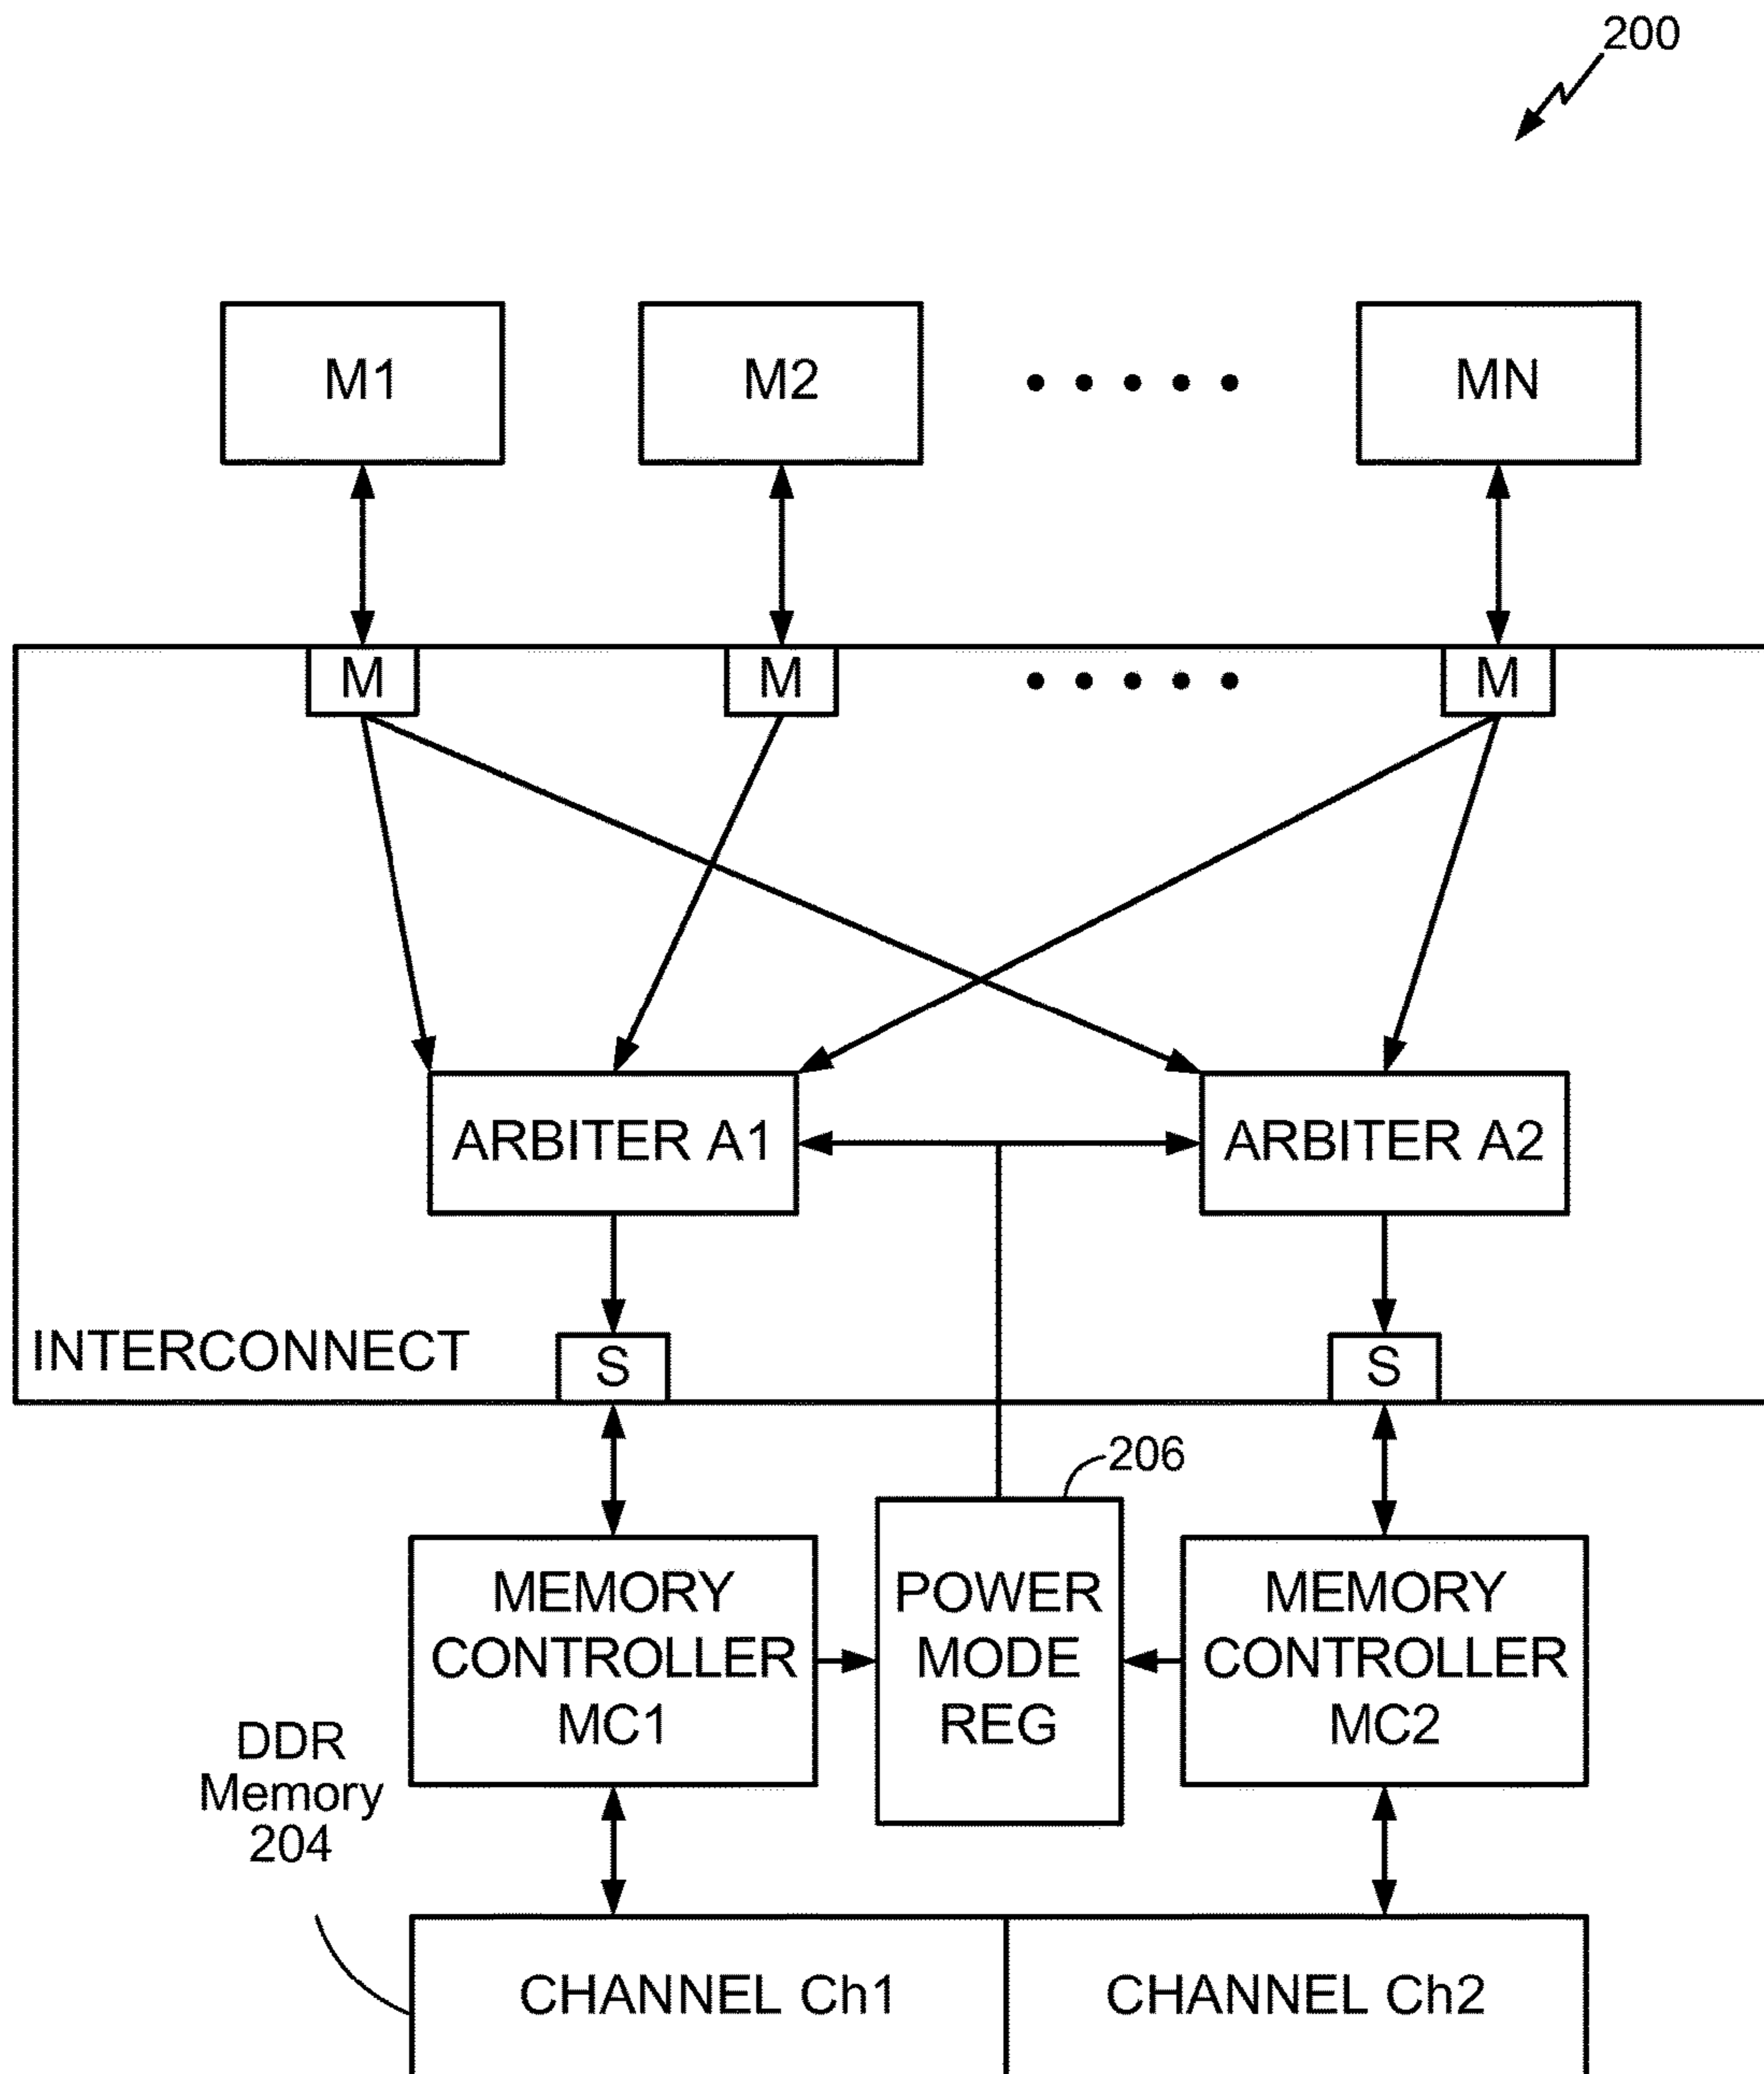 200
M1
M2
MN
M
M
M
ARBITER A1
ARBITER A2
INTERCONNECT
S
S
206
MEMORY
CONTROLLER
MC1
POWER
MODE
REG
MEMORY
CONTROLLER
MC2
DDR
Memory
204
CHANNEL Ch1
CHANNEL Ch2